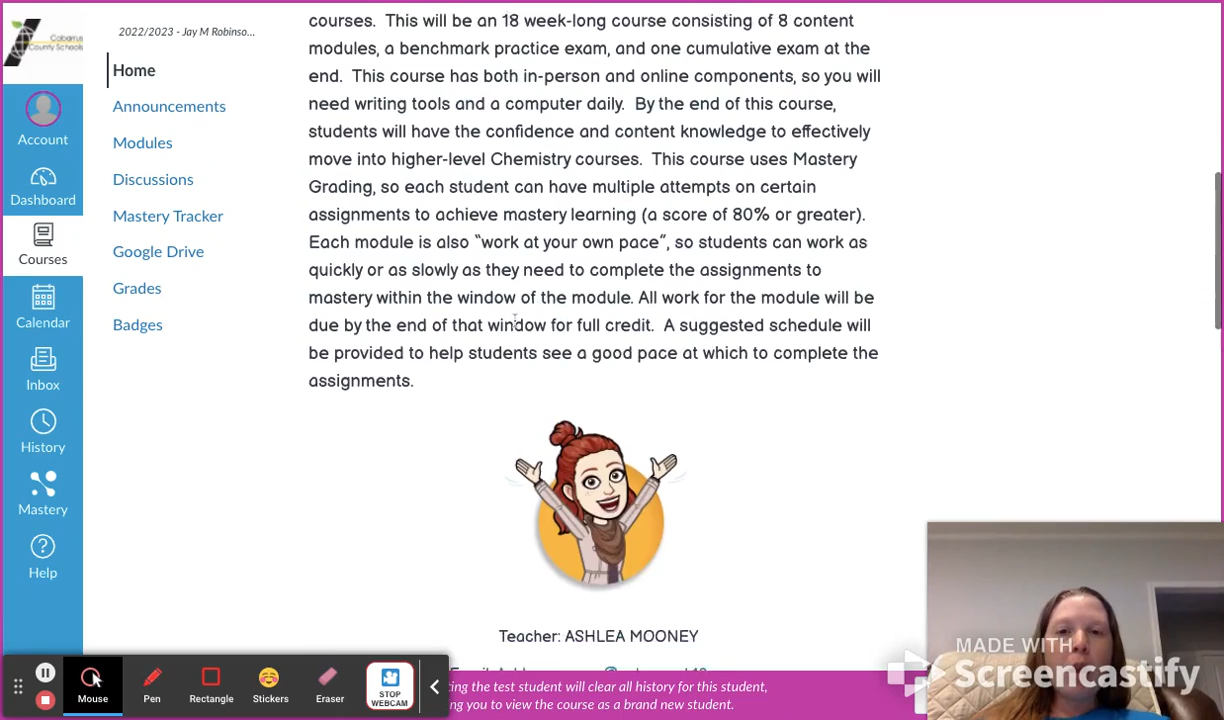 Cabarrus
County Schools
2022/2023 - Jay M Robinso...
Home
Announcements
Modules
Discussions
Mastery Tracker
Google Drive
Grades
Badges
Account
Dashboard
Courses
Calendar
Inbox
History
Mastery
Help
courses. This will be an 18 week-long course consisting of 8 content
modules, a benchmark practice exam, and one cumulative exam at the
end. This course has both in-person and online components, so you will
need writing tools and a computer daily. By the end of this course,
students will have the confidence and content knowledge to effectively
move into higher-level Chemistry courses. This course uses Mastery
Grading, so each student can have multiple attempts on certain
assignments to achieve mastery learning (a score of 80% or greater).
Each module is also "work at your own pace", so students can work as
quickly or as slowly as they need to complete the assignments to
mastery within the window of the module. All work for the module will be
due by the end of that window for full credit. A suggested schedule will
be provided to help students see a good pace at which to complete the
assignments.
Teacher: ASHLEA MOONEY
ting the test student will clear all history for this student,
ng you to view the course as a brand new student.
Mouse
Pen
Rectangle
Stickers
Eraser
STOP
WEBCAM
MADE WITH
Screencastify